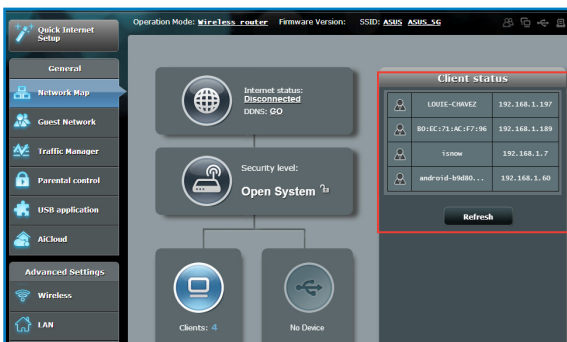 Operation Mode: Wireless router Firmware Version: SSID: ASUS ASUS_5G
Quick Internet
Setup
General
Network Map
Guest Network
Traffic Manager
Parental control
USB application
AiCloud
Advanced Settings
Wireless
LAN
Internet status:
Disconnected
DDNS: GO
Security level:
Open System
Clients: 4
No Device
Client status
LOUIE-CHAVEZ 192.168.1.197
80:EC:71:AC:F7:96 192.168.1.189
isnow 192.168.1.7
android-b9d80... 192.168.1.60
Refresh